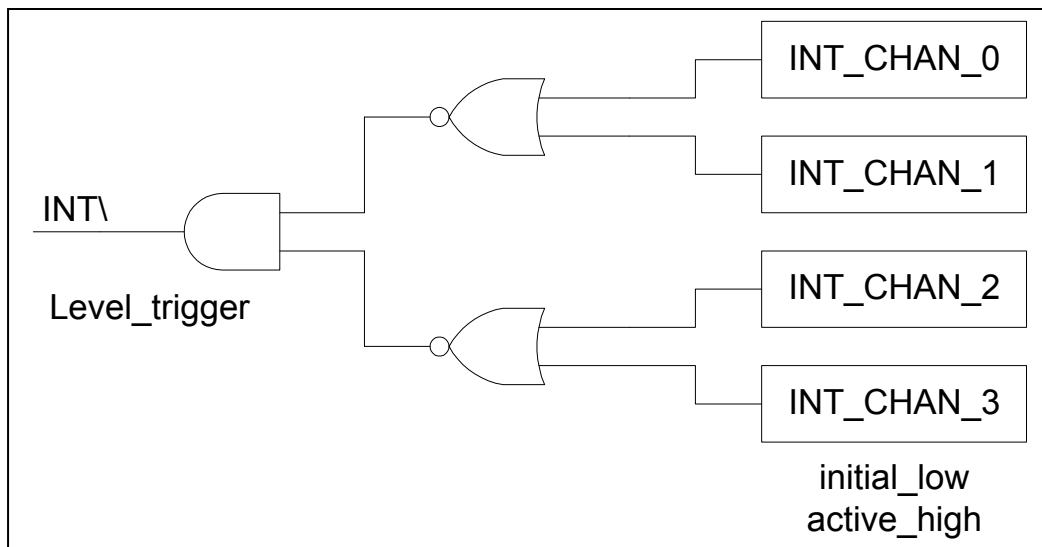 INT_CHAN_0
INT_CHAN_1
INT\
Level_trigger
INT_CHAN_2
INT_CHAN_3
initial_low
active_high